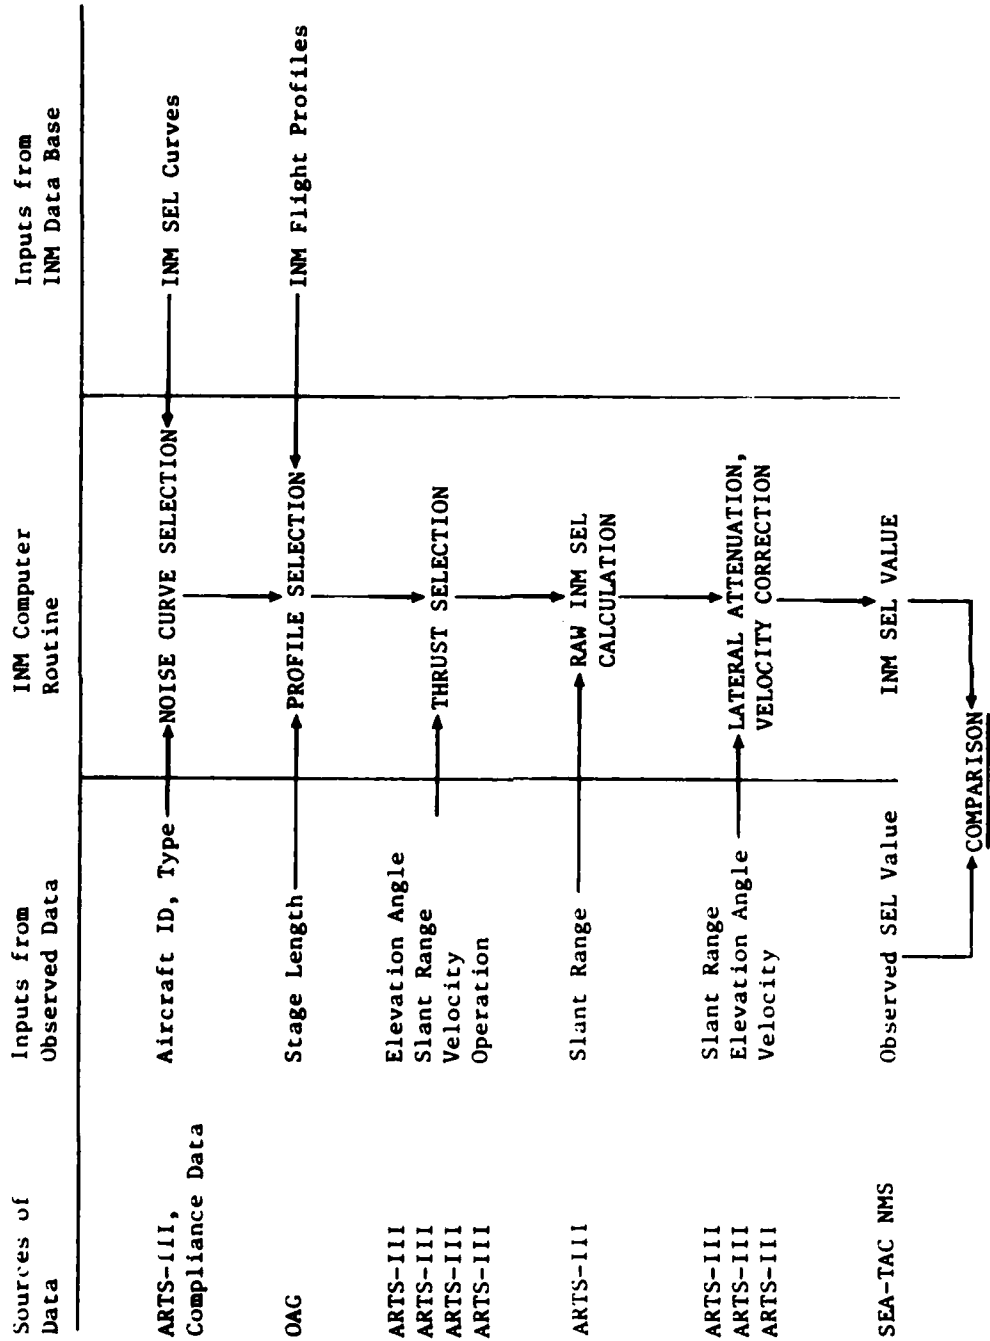 Sources of
Data
Inputs from
Observed Data
INM Computer
Routine
Inputs from
INM Data Base
ARTS-III,
Compliance Data
Aircraft ID, Type
NOISE CURVE SELECTION
INM SEL Curves
OAG
Stage Length
PROFILE SELECTION
INM Flight Profiles
ARTS-III
ARTS-III
ARTS-III
ARTS-III
Elevation Angle
Slant Range
Velocity
Operation
THRUST SELECTION
ARTS-III
Slant Range
RAW INM SEL
CALCULATION
ARTS-III
ARTS-III
ARTS-III
Slant Range
Elevation Angle
Velocity
LATERAL ATTENUATION,
VELOCITY CORRECTION
SEA-TAC NMS
Observed SEL Value
INM SEL VALUE
COMPARISON